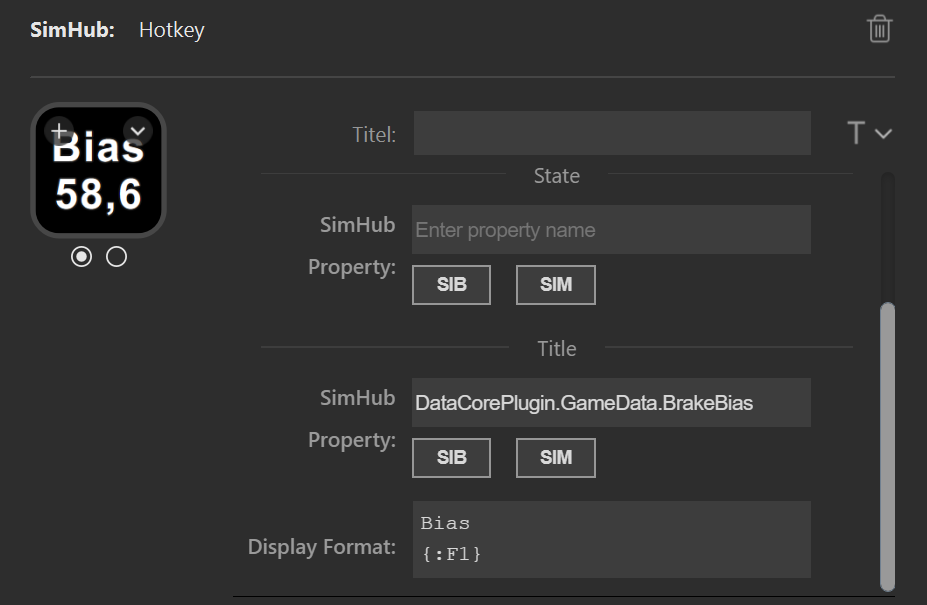 SimHub: Hotkey
Bias
58,6
Titel:
T
State
SimHub
Property:
Enter property name
SIB SIM
Title
SimHub
Property:
DataCorePlugin.GameData.BrakeBias
SIB SIM
Display Format:
Bias
{:F1}